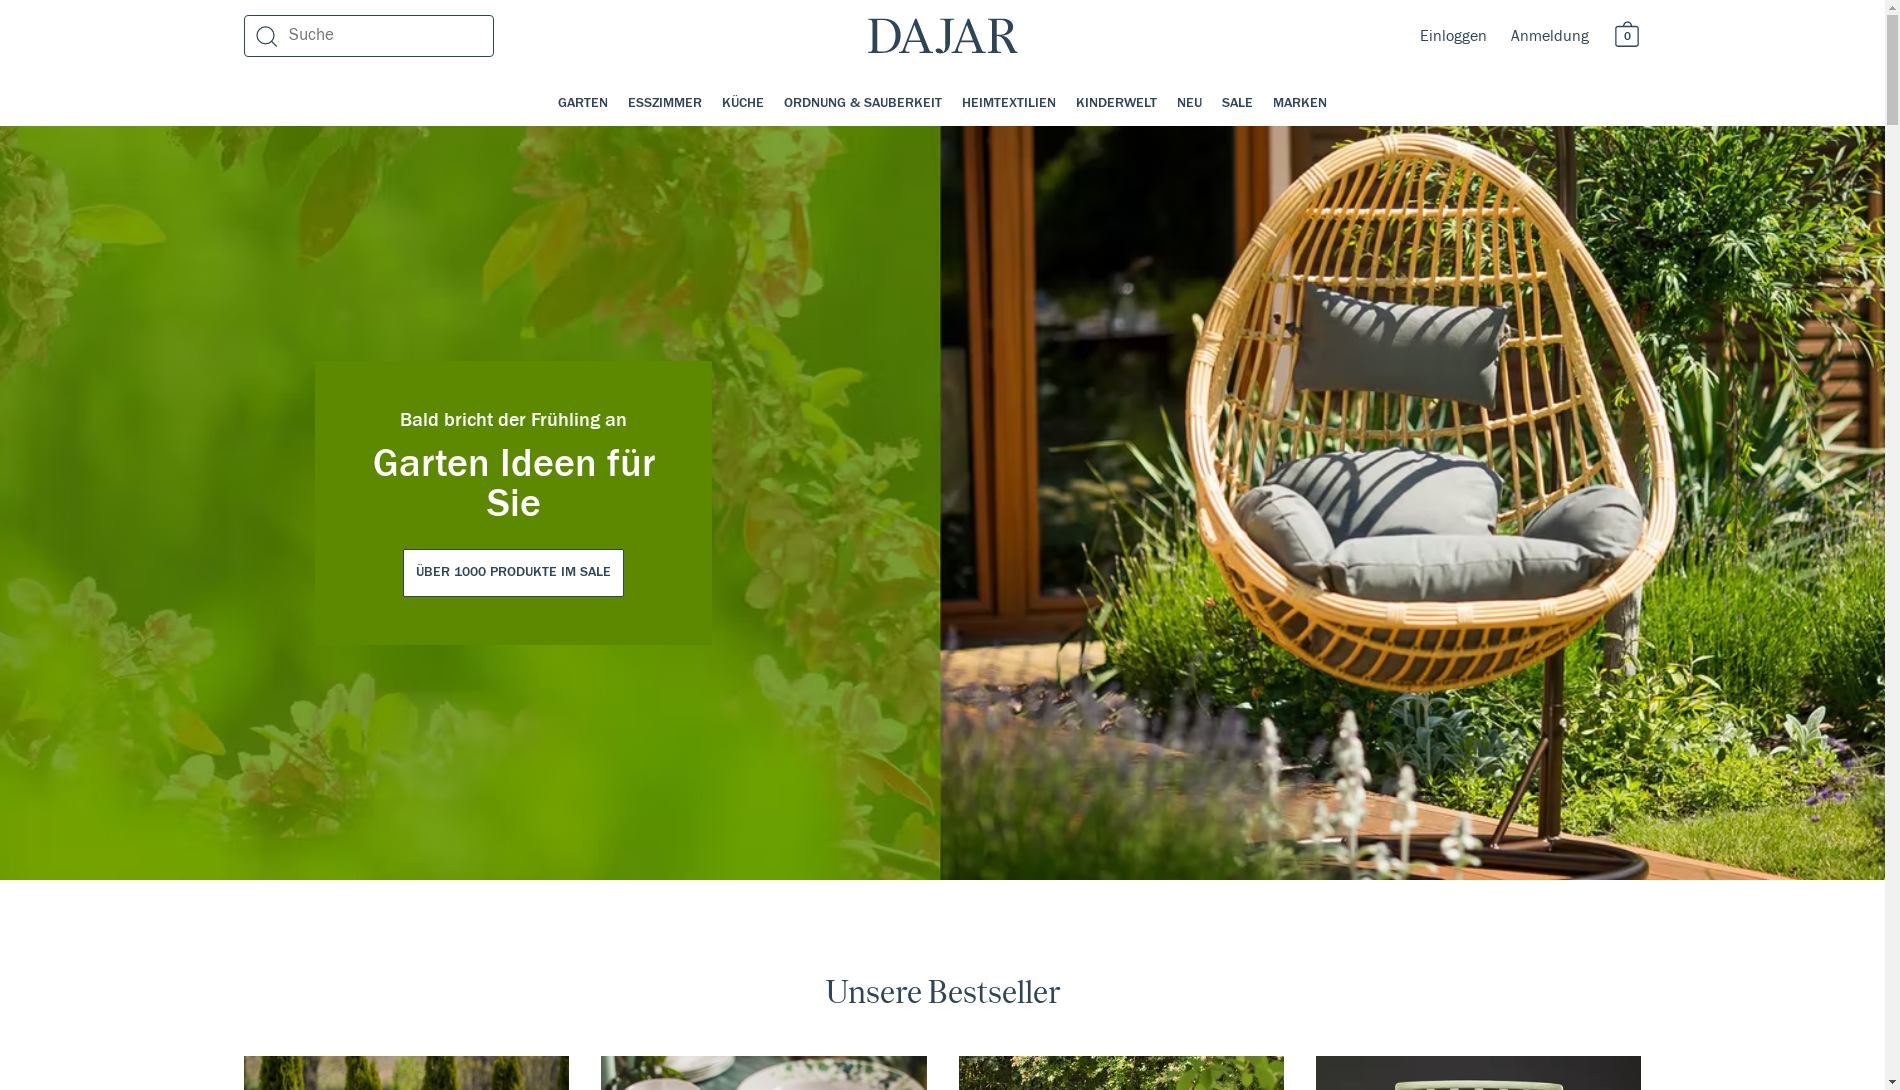 Suche
DAJAR
Einloggen
Anmeldung
0
GARTEN
ESSZIMMER
KÜCHE
ORDNUNG & SAUBERKEIT
HEIMTEXTILIEN
KINDERWELT
NEU
SALE
MARKEN
Bald bricht der Frühling an
Garten Ideen für
Sie
ÜBER 1000 PRODUKTE IM SALE
Unsere Bestseller